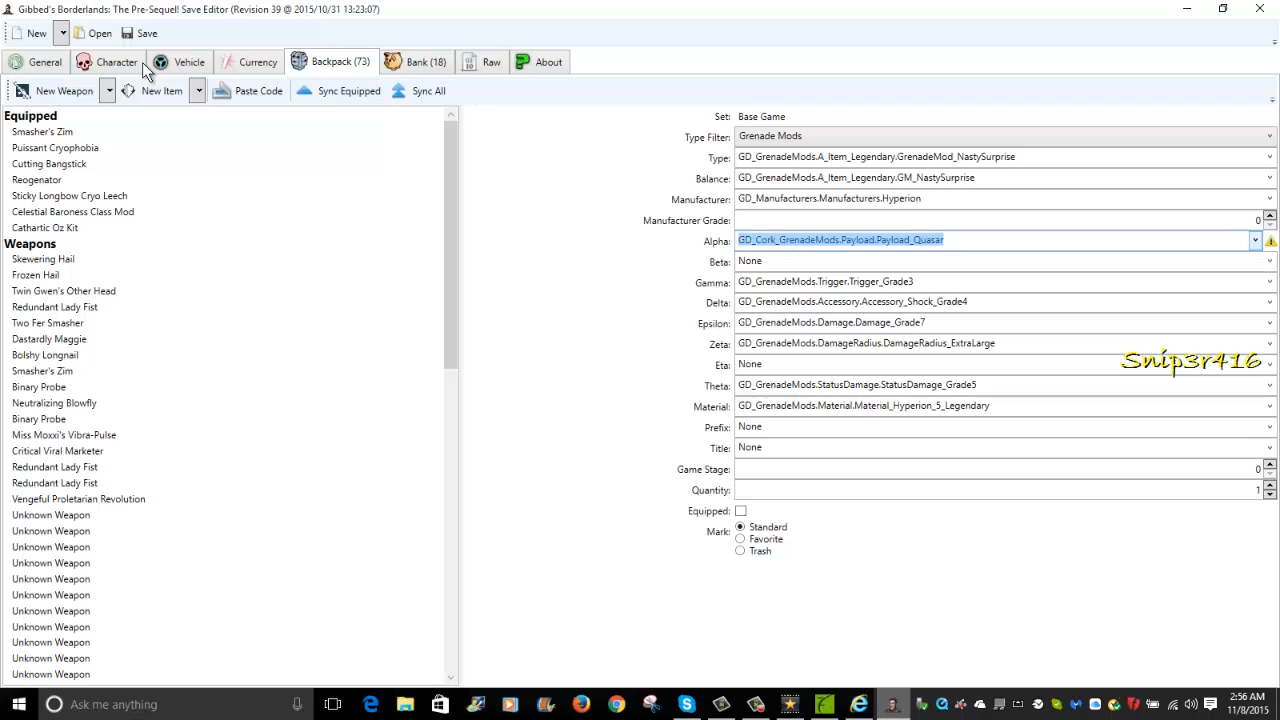 Gibbed's Borderlands: The Pre-Sequel! Save Editor (Revision 39 @ 2015/10/31 13:23:07)
New Open Save
General Character Vehicle Currency Backpack (73) Bank (18) Raw About
New Weapon New Item Paste Code Sync Equipped Sync All
Equipped
Smasher's Zim
Puissant Cryophobia
Cutting Bangstick
Reogenator
Sticky Longbow Cryo Leech
Celestial Baroness Class Mod
Cathartic Oz Kit
Weapons
Skewering Hail
Frozen Hail
Twin Gwen's Other Head
Redundant Lady Fist
Two Fer Smasher
Dastardly Maggie
Bolshy Longnail
Smasher's Zim
Binary Probe
Neutralizing Blowfly
Binary Probe
Miss Moxxi's Vibra-Pulse
Critical Viral Marketer
Redundant Lady Fist
Redundant Lady Fist
Vengeful Proletarian Revolution
Unknown Weapon
Unknown Weapon
Unknown Weapon
Unknown Weapon
Unknown Weapon
Unknown Weapon
Unknown Weapon
Unknown Weapon
Unknown Weapon
Unknown Weapon
Unknown Weapon
Set: Base Game
Type Filter: Grenade Mods
Type: GD_GrenadeMods.A_Item_Legendary.GrenadeMod_NastySurprise
Balance: GD_GrenadeMods.A_Item_Legendary.GM_NastySurprise
Manufacturer: GD_Manufacturers.Manufacturers.Hyperion
Manufacturer Grade: 0
Alpha: GD_Cork_GrenadeMods.Payload.Payload_Quasar
Beta: None
Gamma: GD_GrenadeMods.Trigger.Trigger_Grade3
Delta: GD_GrenadeMods.Accessory.Accessory_Shock_Grade4
Epsilon: GD_GrenadeMods.Damage.Damage_Grade7
Zeta: GD_GrenadeMods.DamageRadius.DamageRadius_ExtraLarge
Snip3r416
Eta: None
Theta: GD_GrenadeMods.StatusDamage.StatusDamage_Grade5
Material: GD_GrenadeMods.Material.Material_Hyperion_5_Legendary
Prefix: None
Title: None
Game Stage: 0
Quantity: 1
Equipped:
Mark: Standard
Favorite
Trash
Ask me anything
2:56 AM
11/8/2015